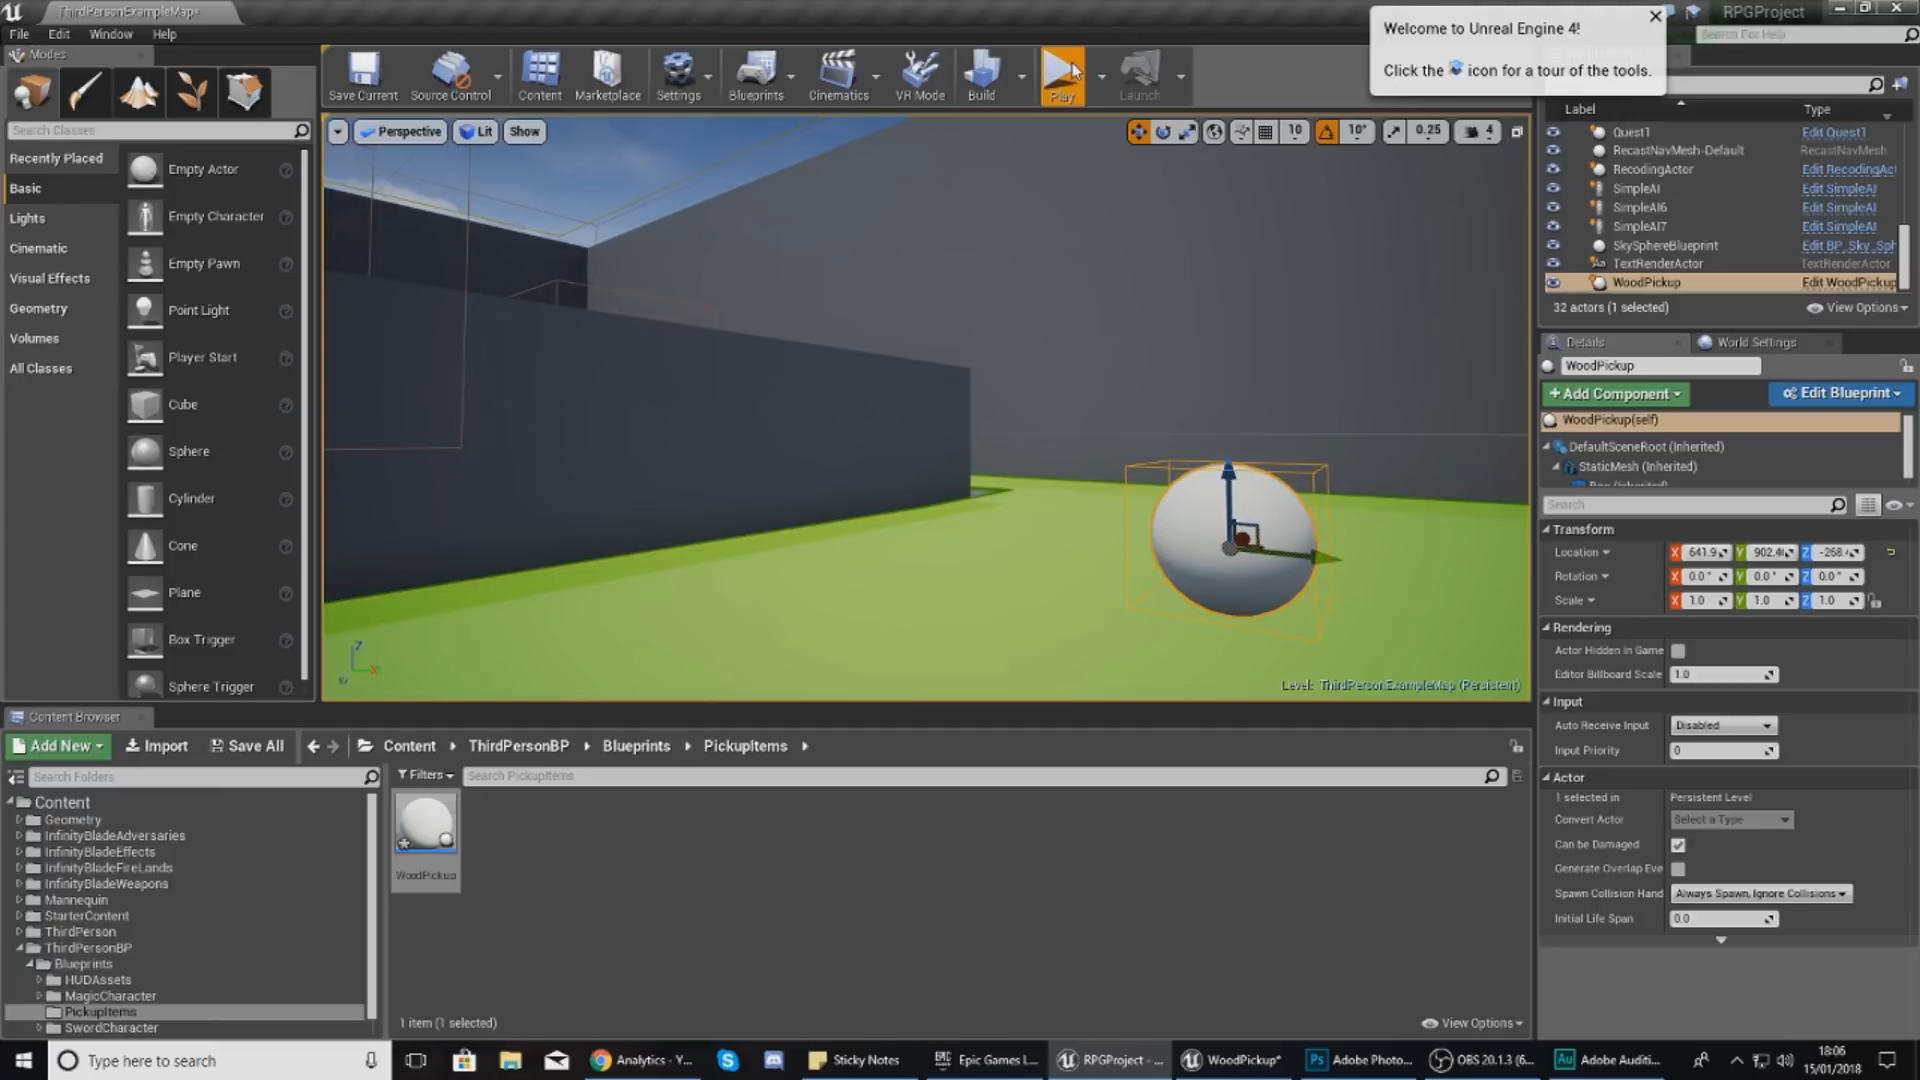 ThirdPersonExampleMap*
RPGProject
File Edit Window Help
Search For Help
Welcome to Unreal Engine 4!
Click the icon for a tour of the tools.
Modes
Save Current
Source Control
Content
Marketplace
Settings
Blueprints
Cinematics
VR Mode
Build
Play
Launch
Search Classes
Recently Placed
Basic
Lights
Cinematic
Visual Effects
Geometry
Volumes
All Classes
Empty Actor
Empty Character
Empty Pawn
Point Light
Player Start
Cube
Sphere
Cylinder
Cone
Plane
Box Trigger
Sphere Trigger
Perspective Lit Show
10 10° 0.25 4
Level: ThirdPersonExampleMap (Persistent)
Label Type
Quest1 Edit Quest1
RecastNavMesh-Default RecastNavMesh
RecodingActor Edit RecodingAct
SimpleAI Edit SimpleAI
SimpleAI6 Edit SimpleAI
SimpleAI7 Edit SimpleAI
SkySphereBlueprint Edit BP_Sky_Sph
TextRenderActor TextRenderActor
WoodPickup Edit WoodPickup
32 actors (1 selected) View Options
Details World Settings
WoodPickup
+Add Component Edit Blueprint
WoodPickup(self)
DefaultSceneRoot (Inherited)
StaticMesh (Inherited)
Search
Transform
Location X 641.9 Y 902.4 Z -268.
Rotation X 0.0° Y 0.0° Z 0.0°
Scale X 1.0 Y 1.0 Z 1.0
Rendering
Actor Hidden In Game
Editor Billboard Scale 1.0
Input
Auto Receive Input Disabled
Input Priority 0
Actor
1 selected in Persistent Level
Convert Actor Select a Type
Can be Damaged
Generate Overlap Eve
Spawn Collision Hand Always Spawn, Ignore Collisions
Initial Life Span 0.0
Content Browser
Add New Import Save All Content ThirdPersonBP Blueprints PickupItems
Search Folders
Filters Search PickupItems
Content
Geometry
InfinityBladeAdversaries
InfinityBladeEffects
InfinityBladeFireLands
InfinityBladeWeapons
Mannequin
StarterContent
ThirdPerson
ThirdPersonBP
Blueprints
HUDAssets
MagicCharacter
PickupItems
SwordCharacter
WoodPickup
1 item (1 selected) View Options
Type here to search
Analytics - Y...
Sticky Notes
Epic Games L...
RPGProject - ...
WoodPickup*
Adobe Photo...
OBS 20.1.3 (6...
Adobe Auditi...
18:06
15/01/2018